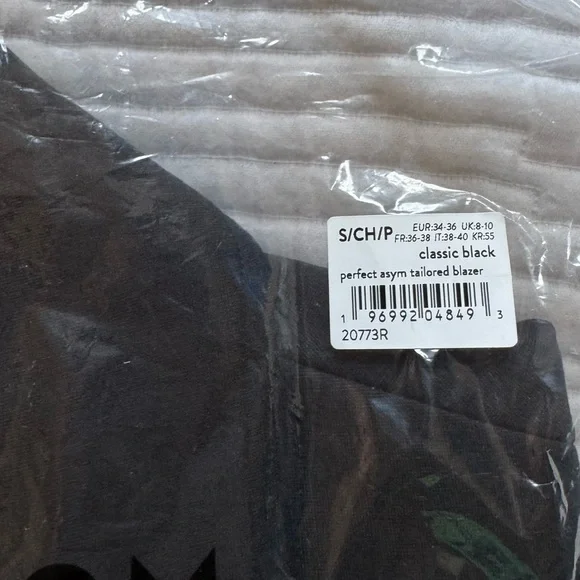 S/CH/P EUR:34-36 UK:8-10
FR:36-38 IT:38-40 KR:55
classic black
perfect asym tailored blazer
1 96992 04849 3
20773R